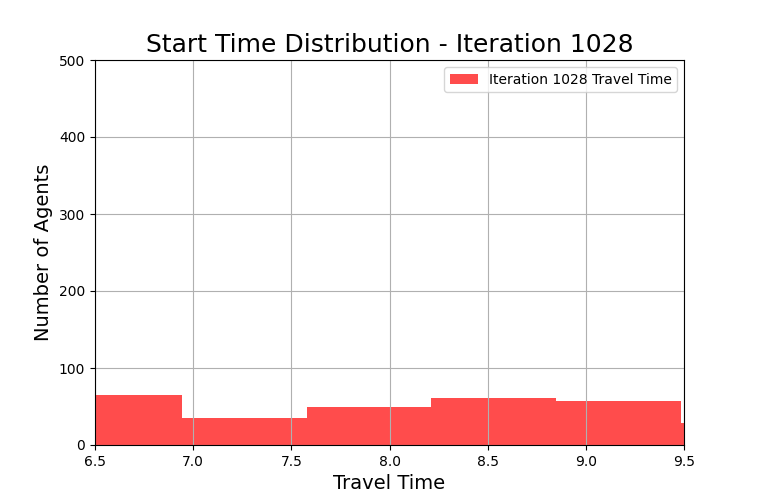 Start Time Distribution - Iteration 1028
500
400
300
200
100
0
Number of Agents
Iteration 1028 Travel Time
6.5 7.0 7.5 8.0 8.5 9.0 9.5
Travel Time